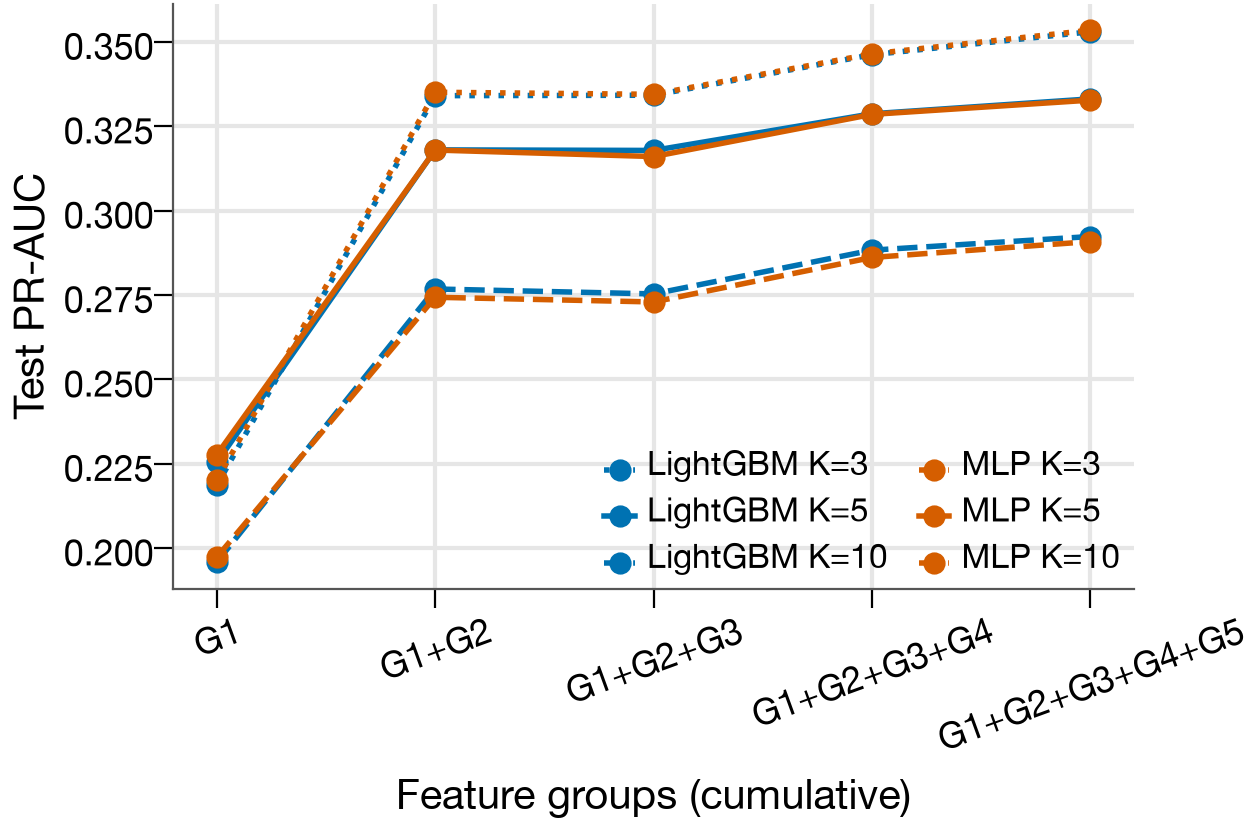 0.350
0.325
0.300
0.275
0.250
0.225
0.200
Test PR-AUC
LightGBM K=3
LightGBM K=5
LightGBM K=10
MLP K=3
MLP K=5
MLP K=10
G1
G1+G2
G1+G2+G3
G1+G2+G3+G4
G1+G2+G3+G4+G5
Feature groups (cumulative)